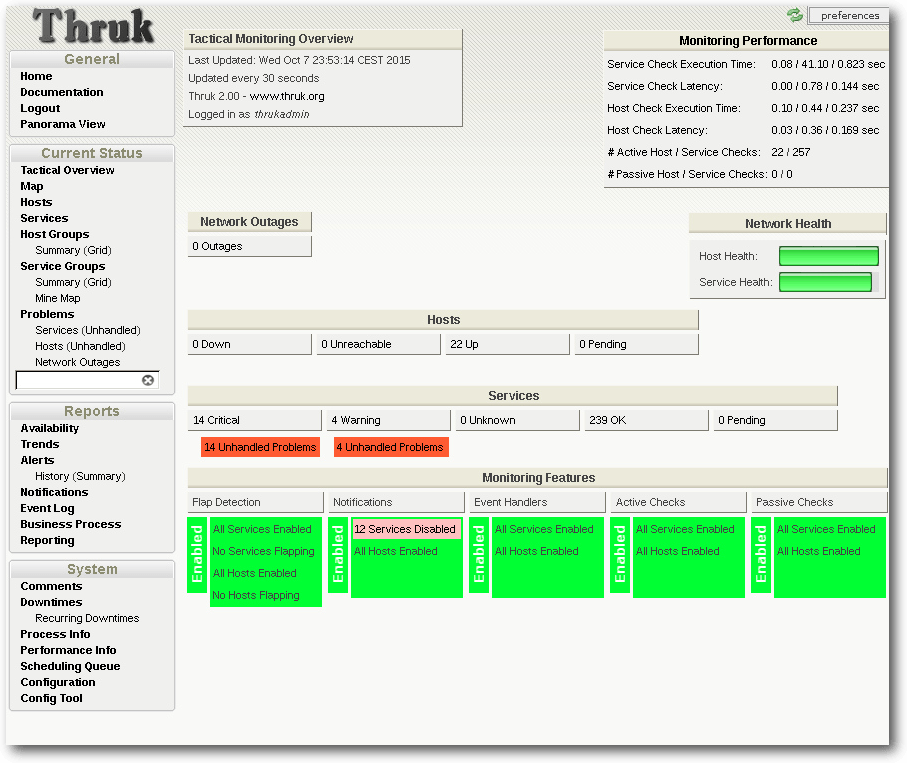 Thruk
preferences
General
Home
Documentation
Logout
Panorama View
Current Status
Tactical Overview
Map
Hosts
Services
Host Groups
Summary (Grid)
Service Groups
Summary (Grid)
Mine Map
Problems
Services (Unhandled)
Hosts (Unhandled)
Network Outages
Reports
Availability
Trends
Alerts
History (Summary)
Notifications
Event Log
Business Process
Reporting
System
Comments
Downtimes
Recurring Downtimes
Process Info
Performance Info
Scheduling Queue
Configuration
Config Tool
Tactical Monitoring Overview
Last Updated: Wed Oct 7 23:53:14 CEST 2015
Updated every 30 seconds
Thruk 2.00 - www.thruk.org
Logged in as thrukadmin
Monitoring Performance
Service Check Execution Time: 0.08 / 41.10 / 0.823 sec
Service Check Latency: 0.00 / 0.78 / 0.144 sec
Host Check Execution Time: 0.10 / 0.44 / 0.237 sec
Host Check Latency: 0.03 / 0.36 / 0.169 sec
# Active Host / Service Checks: 22 / 257
# Passive Host / Service Checks: 0 / 0
Network Outages
0 Outages
Network Health
Host Health:
Service Health:
Hosts
0 Down 0 Unreachable 22 Up 0 Pending
Services
14 Critical 4 Warning 0 Unknown 239 OK 0 Pending
14 Unhandled Problems 4 Unhandled Problems
Monitoring Features
Flap Detection Notifications Event Handlers Active Checks Passive Checks
Enabled
All Services Enabled
No Services Flapping
All Hosts Enabled
No Hosts Flapping
Enabled
12 Services Disabled
All Hosts Enabled
Enabled
All Services Enabled
All Hosts Enabled
Enabled
All Services Enabled
All Hosts Enabled
Enabled
All Services Enabled
All Hosts Enabled